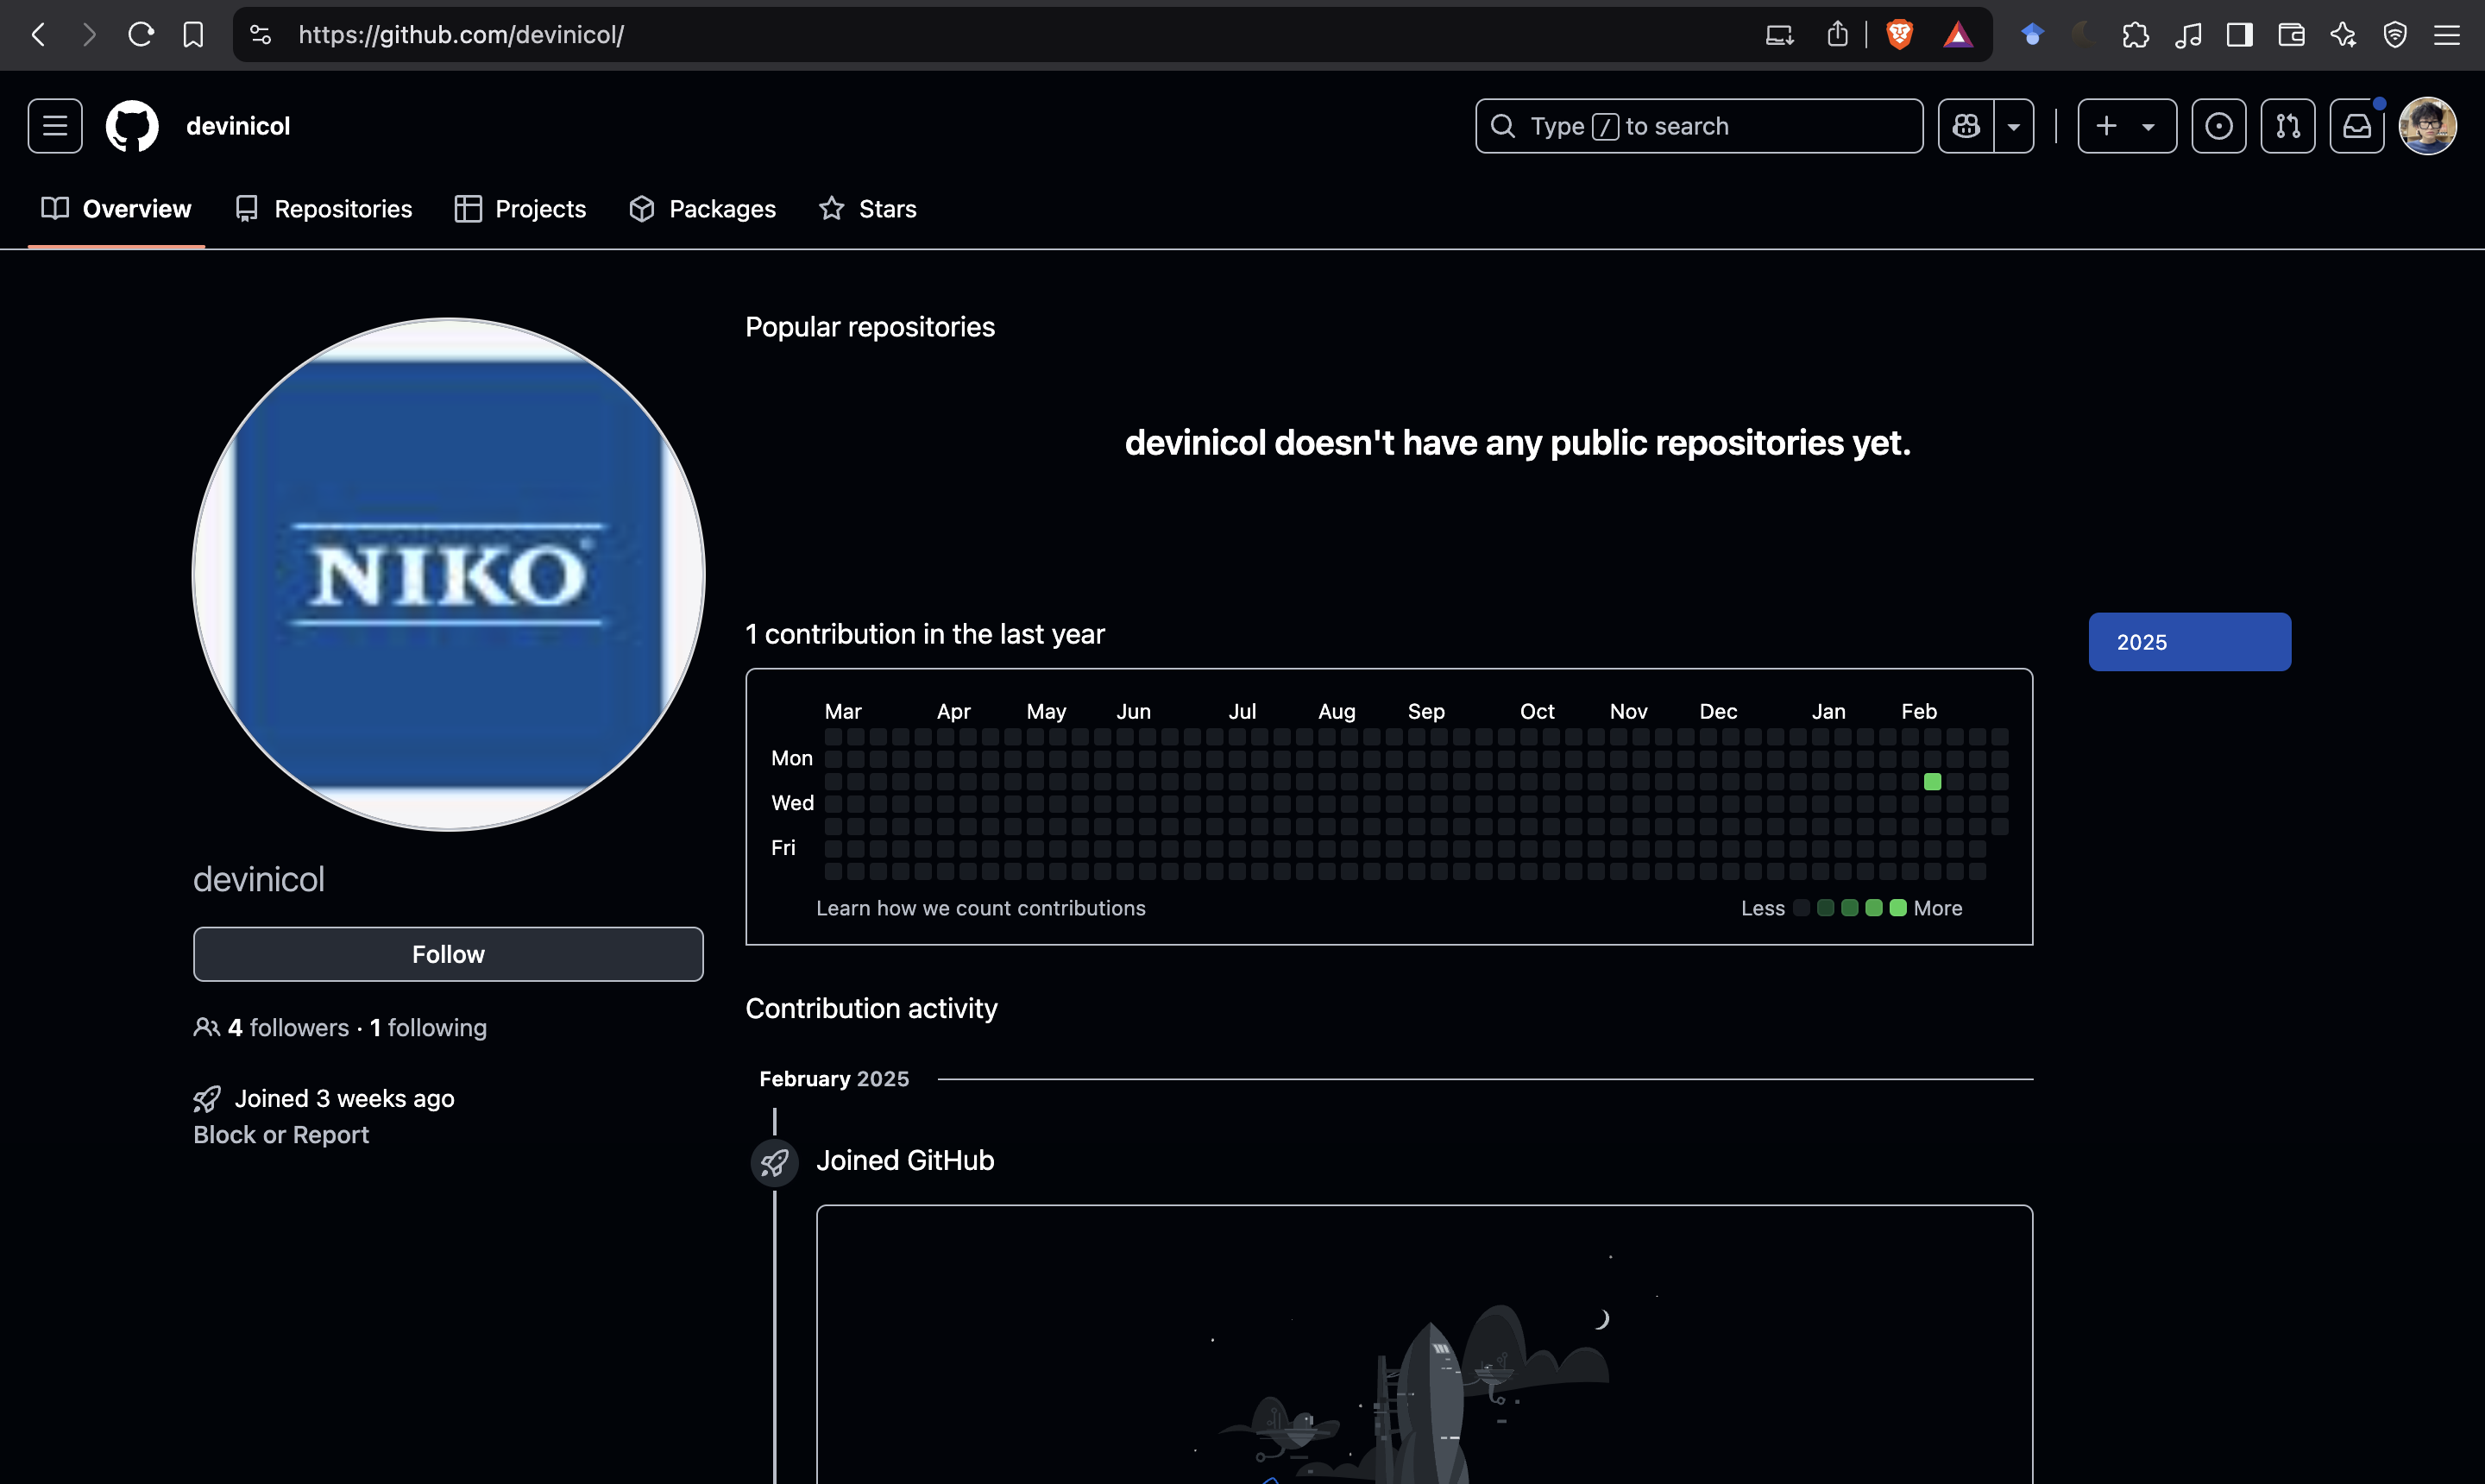 https://github.com/devinicol/
devinicol
Type / to search
Overview
Repositories
Projects
Packages
Stars
NIKO®
devinicol
Follow
4 followers · 1 following
Joined 3 weeks ago
Block or Report
Popular repositories
devinicol doesn't have any public repositories yet.
1 contribution in the last year
2025
Mar Apr May Jun Jul Aug Sep Oct Nov Dec Jan Feb
Mon
Wed
Fri
Learn how we count contributions
Less More
Contribution activity
February 2025
Joined GitHub